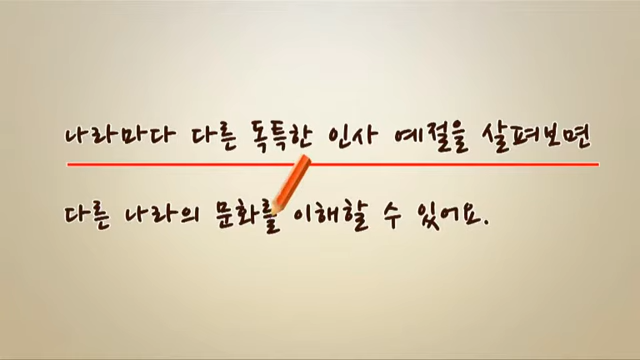 나라마다 다른 독특한 인사 예절을 살펴보면
다른 나라의 문화를 이해할 수 있어요.